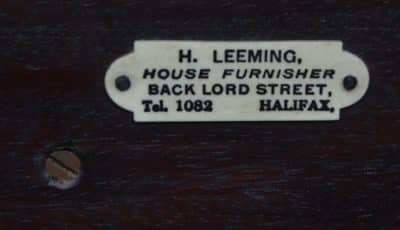 H. LEEMING,
HOUSE FURNISHER
BACK LORD STREET,
Tel. 1082 HALIFAX.